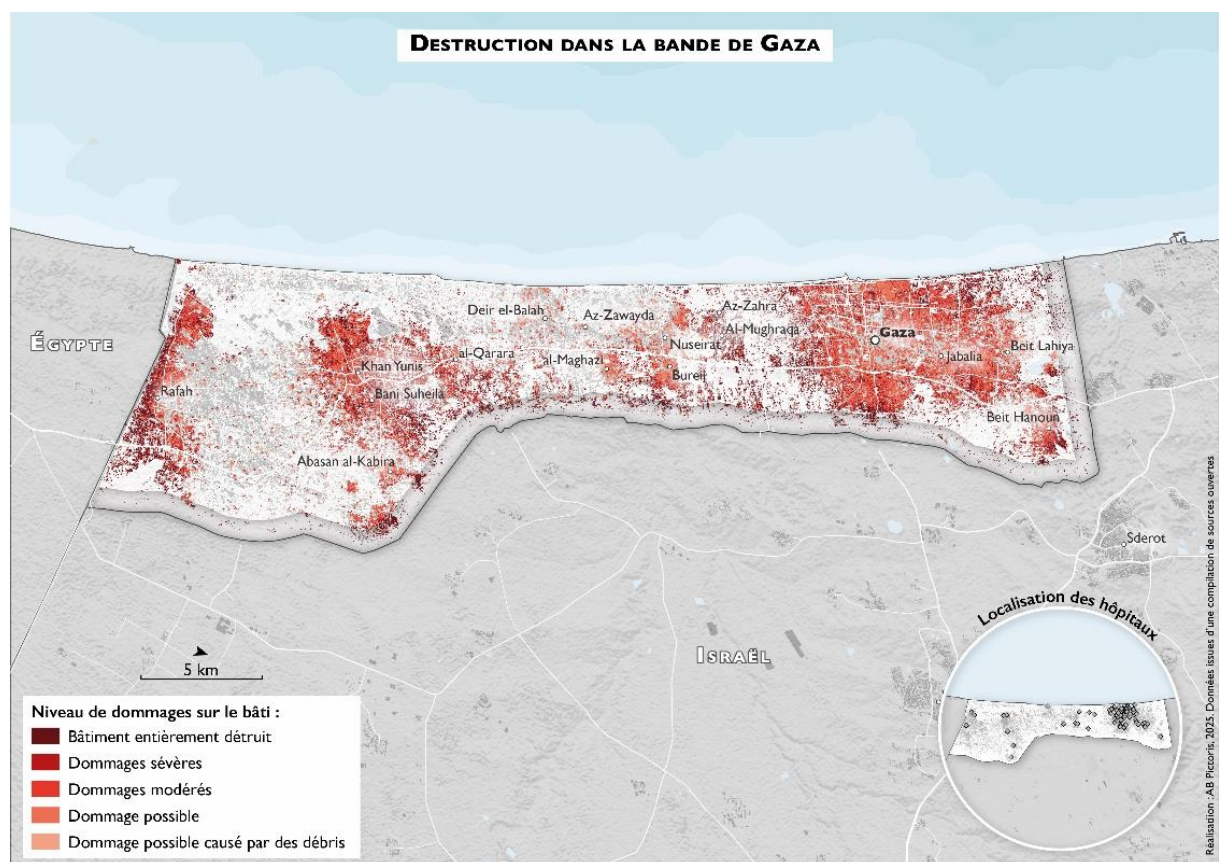 DESTRUCTION DANS LA BANDE DE GAZA
ÉGYPTE
Rafah
Khan Yunis
Bani Suheila
Abasan al-Kabira
al-Qarara
Deir el-Balah
Az-Zawayda
al-Maghazi
Nuseirat
Bureij
Az-Zahra
Al-Mughraqa
Gaza
Jabalia
Beit Lahiya
Beit Hanoun
Sderot
ISRAËL
5 km
Niveau de dommages sur le bâti :
Bâtiment entièrement détruit
Dommages sévères
Dommages modérés
Dommage possible
Dommage possible causé par des débris
Localisation des hôpitaux
Réalisation : AB Pictoris, 2025. Données issues d'une compilation de sources ouvertes